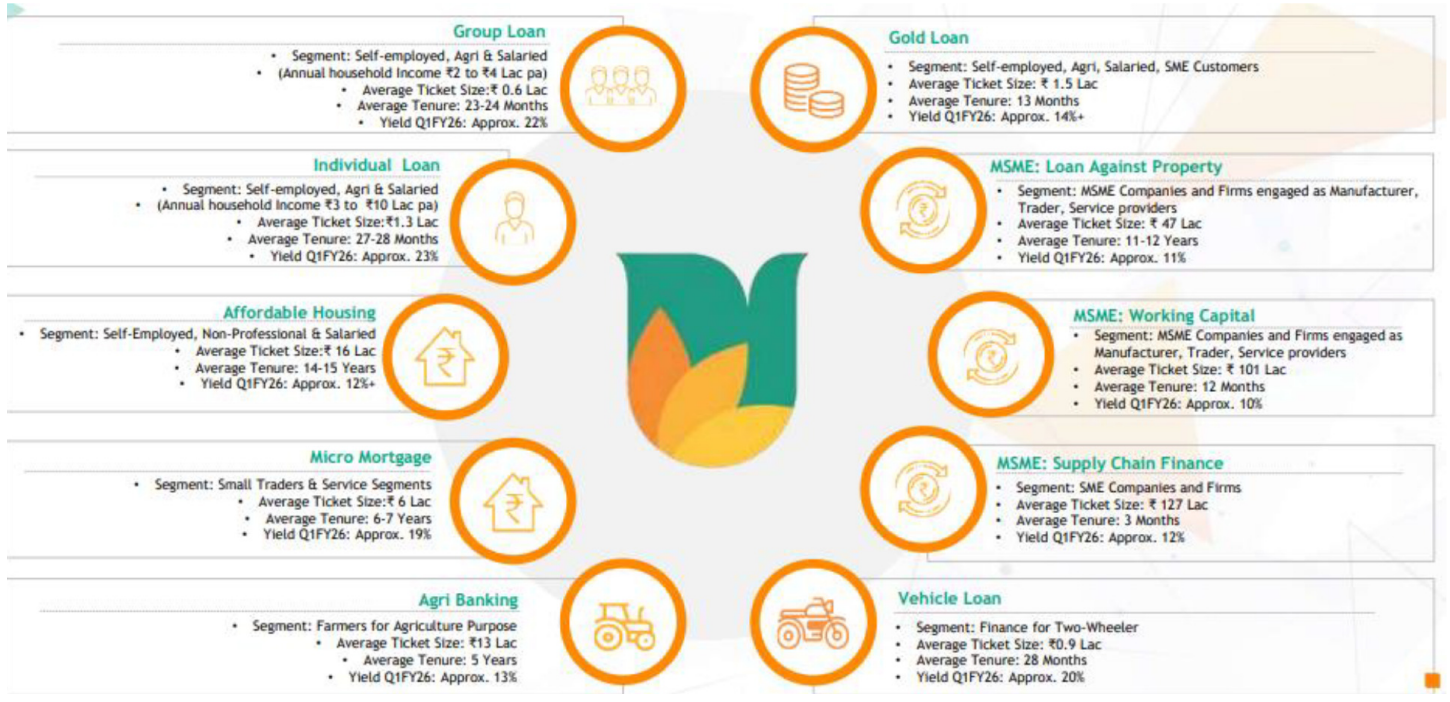 Group Loan
• Segment: Self-employed, Agri & Salaried
• (Annual household Income ₹2 to ₹4 Lac pa)
• Average Ticket Size:₹ 0.6 Lac
• Average Tenure: 23-24 Months
• Yield Q1FY26: Approx. 22%
Individual Loan
• Segment: Self-employed, Agri & Salaried
• (Annual household Income ₹3 to ₹10 Lac pa)
• Average Ticket Size:₹1.3 Lac
• Average Tenure: 27-28 Months
• Yield Q1FY26: Approx. 23%
Affordable Housing
• Segment: Self-Employed, Non-Professional & Salaried
• Average Ticket Size:₹ 16 Lac
• Average Tenure: 14-15 Years
• Yield Q1FY26: Approx. 12%+
Micro Mortgage
• Segment: Small Traders & Service Segments
• Average Ticket Size:₹ 6 Lac
• Average Tenure: 6-7 Years
• Yield Q1FY26: Approx. 19%
Agri Banking
• Segment: Farmers for Agriculture Purpose
• Average Ticket Size: ₹13 Lac
• Average Tenure: 5 Years
• Yield Q1FY26: Approx. 13%
Gold Loan
• Segment: Self-employed, Agri, Salaried, SME Customers
• Average Ticket Size: ₹ 1.5 Lac
• Average Tenure: 13 Months
• Yield Q1FY26: Approx. 14%+
MSME: Loan Against Property
• Segment: MSME Companies and Firms engaged as Manufacturer,
Trader, Service providers
• Average Ticket Size: ₹ 47 Lac
• Average Tenure: 11-12 Years
• Yield Q1FY26: Approx. 11%
MSME: Working Capital
• Segment: MSME Companies and Firms engaged as
Manufacturer, Trader, Service providers
• Average Ticket Size: ₹ 101 Lac
• Average Tenure: 12 Months
• Yield Q1FY26: Approx. 10%
MSME: Supply Chain Finance
• Segment: SME Companies and Firms
• Average Ticket Size: ₹ 127 Lac
• Average Tenure: 3 Months
• Yield Q1FY26: Approx. 12%
Vehicle Loan
• Segment: Finance for Two-Wheeler
• Average Ticket Size: ₹0.9 Lac
• Average Tenure: 28 Months
• Yield Q1FY26: Approx. 20%